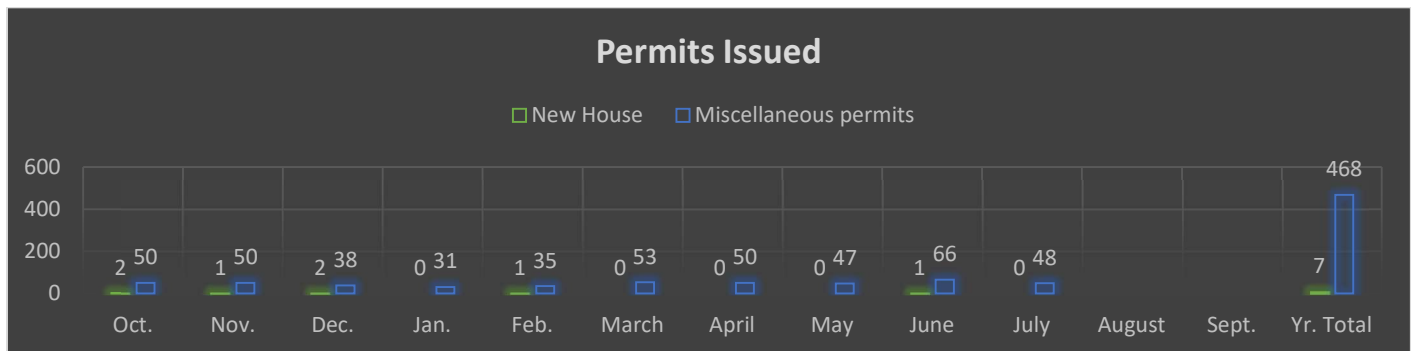 Permits Issued
New House Miscellaneous permits
600
468
400
200
2 50 1 50 2 38 0 31 1 35 0 53 0 50 0 47 1 66 0 48 7
0
Oct. Nov. Dec. Jan. Feb. March April May June July August Sept. Yr. Total